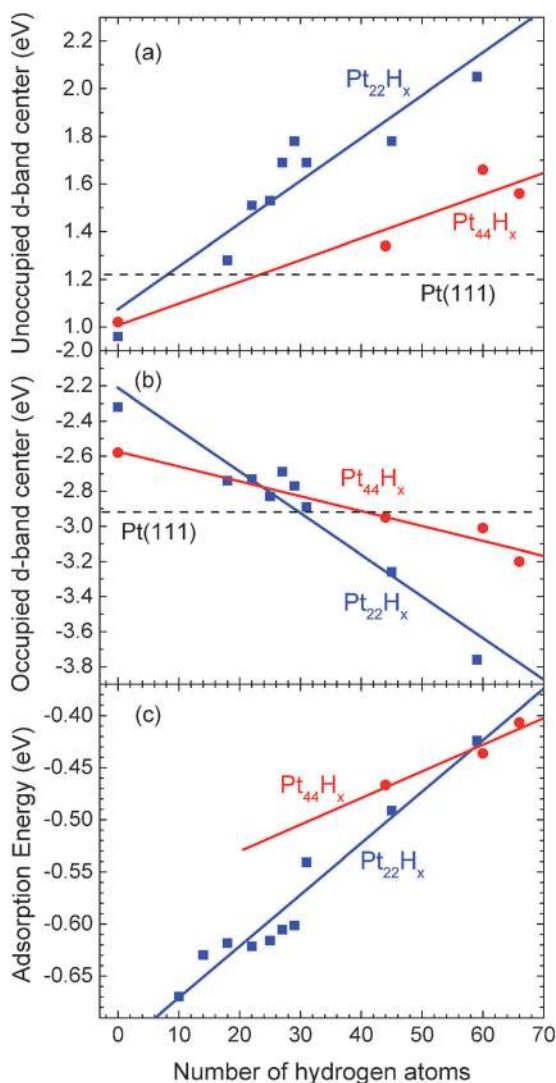 (a)
Unoccupied d-band center (eV)
2.2
2.0
1.8
1.6
1.4
1.2
1.0
Pt₂₂Hₓ
Pt₄₄Hₓ
Pt(111)
(b)
Occupied d-band center (eV)
-2.0
-2.2
-2.4
-2.6
-2.8
-3.0
-3.2
-3.4
-3.6
-3.8
Pt₄₄Hₓ
Pt(111)
Pt₂₂Hₓ
(c)
Adsorption Energy (eV)
-0.40
-0.45
-0.50
-0.55
-0.60
-0.65
Pt₄₄Hₓ
Pt₂₂Hₓ
0 10 20 30 40 50 60 70
Number of hydrogen atoms